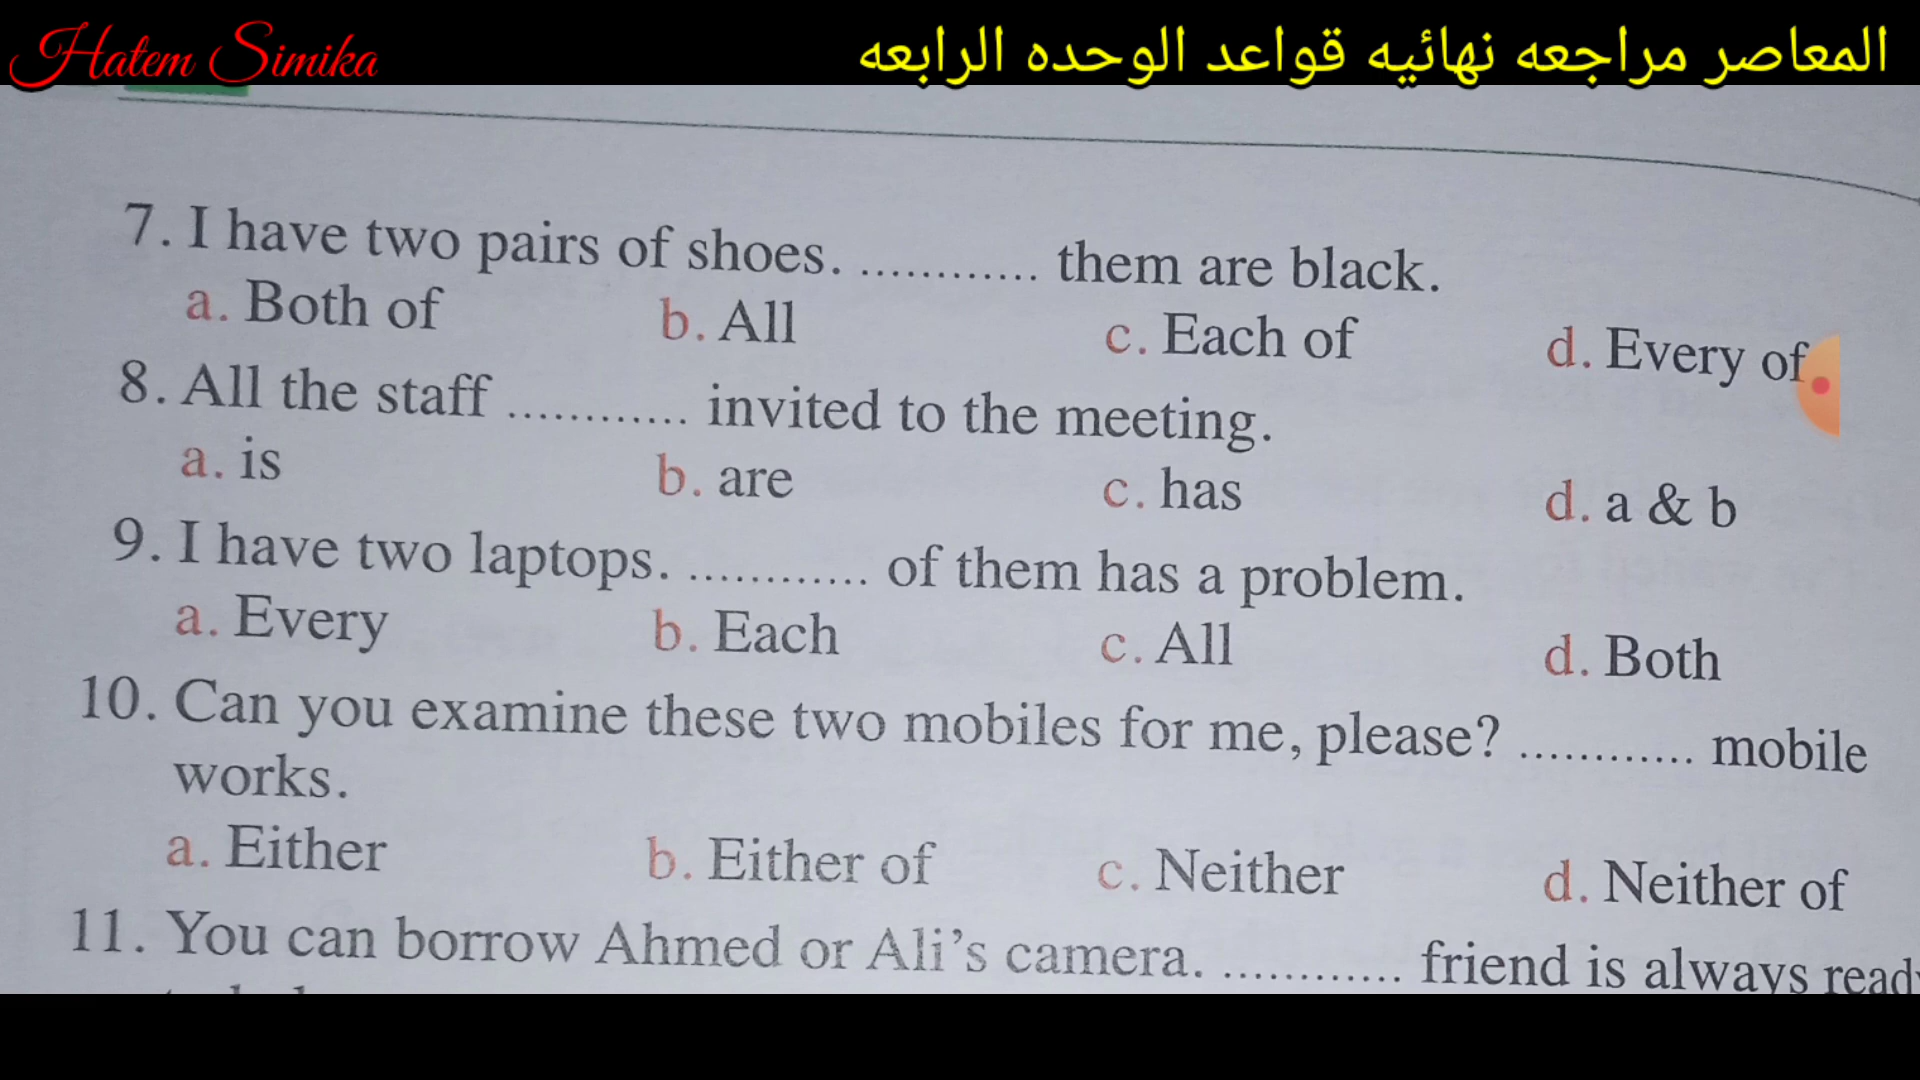 Hatem Simika
المعاصر مراجعه نهائيه قواعد الوحده الرابعه
7. I have two pairs of shoes. ............ them are black.
a. Both of b. All c. Each of d. Every of
8. All the staff ............ invited to the meeting.
a. is b. are c. has d. a & b
9. I have two laptops. ............ of them has a problem.
a. Every b. Each c. All d. Both
10. Can you examine these two mobiles for me, please? ............ mobile
works.
a. Either b. Either of c. Neither d. Neither of
11. You can borrow Ahmed or Ali's camera. ............ friend is always